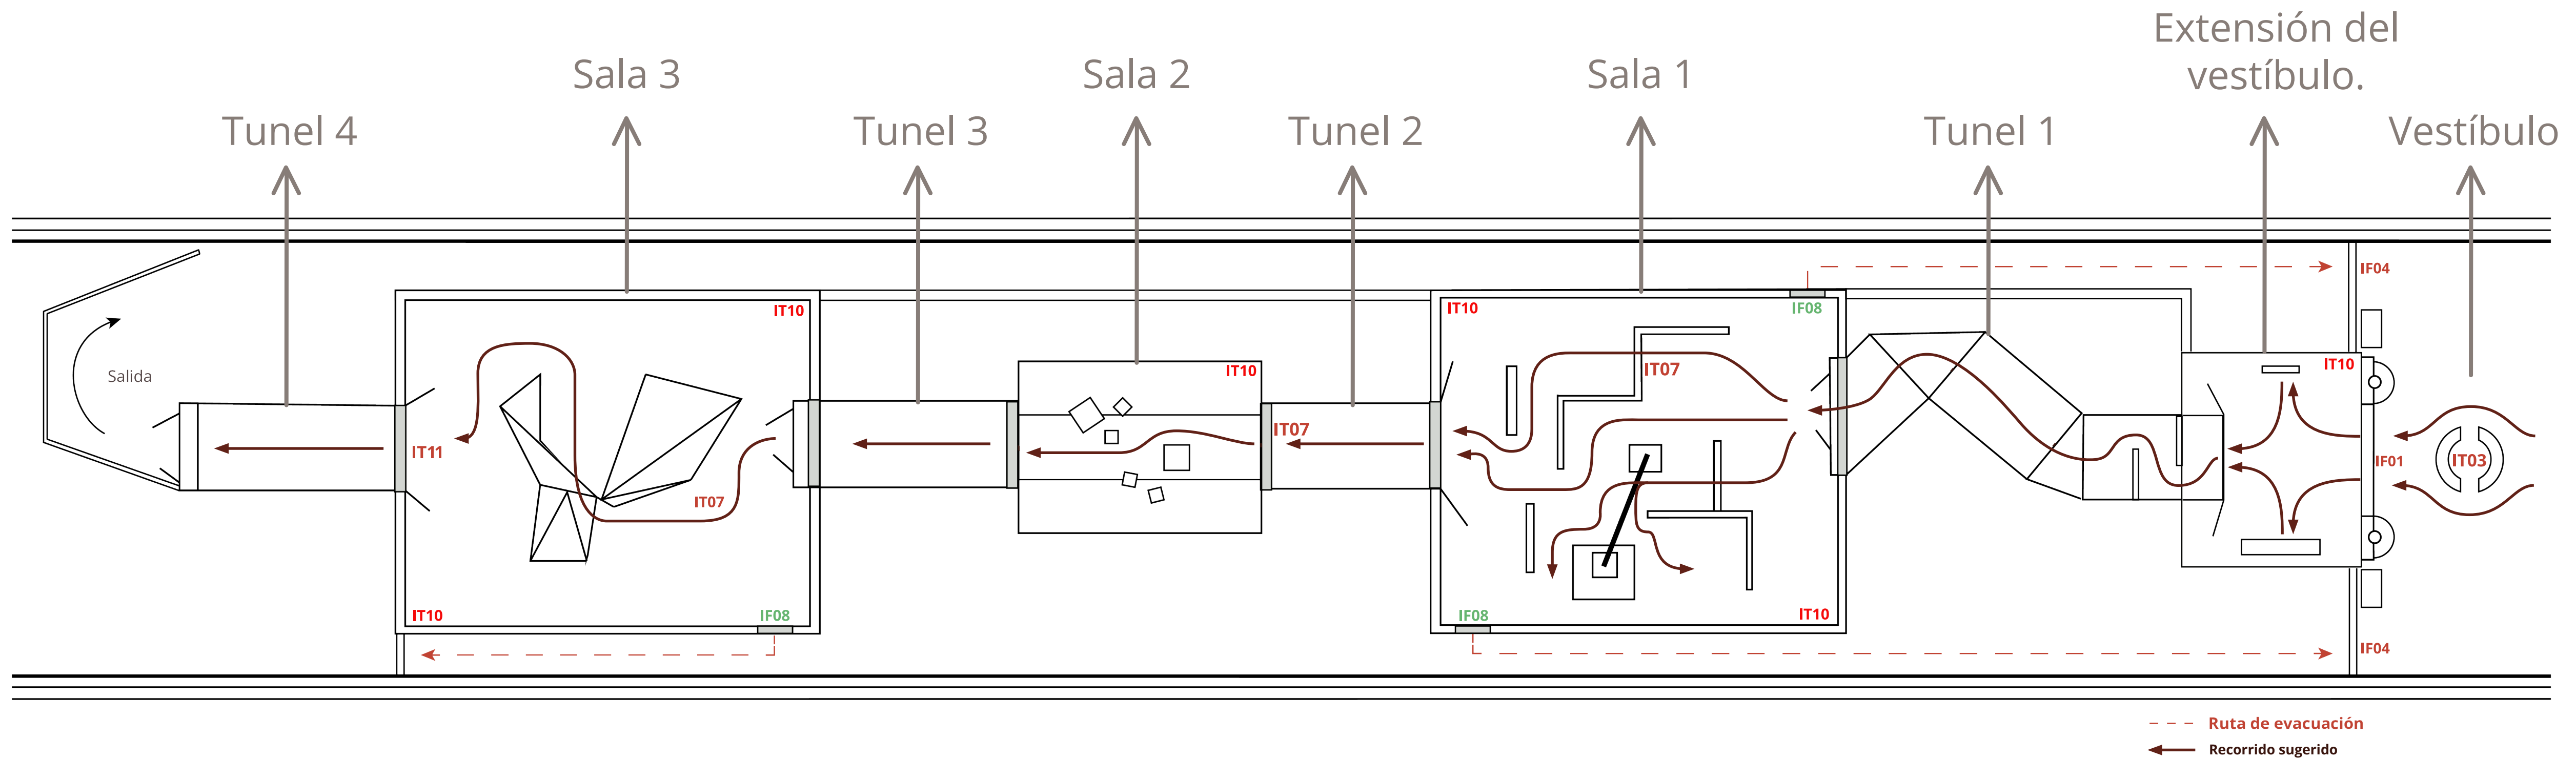 Extensión del
vestíbulo.
Sala 3
Sala 2
Sala 1
Tunel 4
Tunel 3
Tunel 2
Tunel 1
Vestíbulo
IF04
IT10
IT10
IF08
IT10
IT10
IT07
Salida
IT07
IT11
IF01
IT03
IT07
IT10
IF08
IF08
IT10
IF04
Ruta de evacuación
Recorrido sugerido